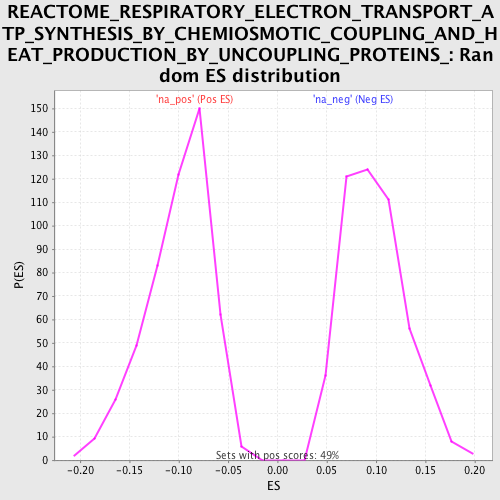 REACTOME_RESPIRATORY_ELECTRON_TRANSPORT_A
TP_SYNTHESIS_BY_CHEMIOSMOTIC_COUPLING_AND_H
EAT_PRODUCTION_BY_UNCOUPLING_PROTEINS_: Ran
dom ES distribution
'na_pos' (Pos ES) 'na_neg' (Neg ES)
150
140
130
120
110
100
90
80
70
60
50
40
30
20
10
0
P(ES)
Sets with pos scores: 49%
-0.20 -0.15 -0.10 -0.05 0.00 0.05 0.10 0.15 0.20
ES